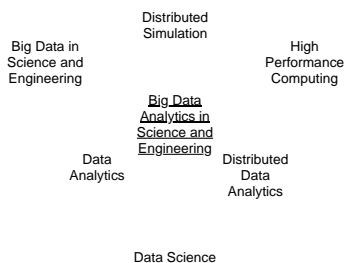 Distributed
Simulation
Big Data in
Science and
Engineering
High
Performance
Computing
Big Data
Analytics in
Science and
Engineering
Data
Analytics
Distributed
Data
Analytics
Data Science